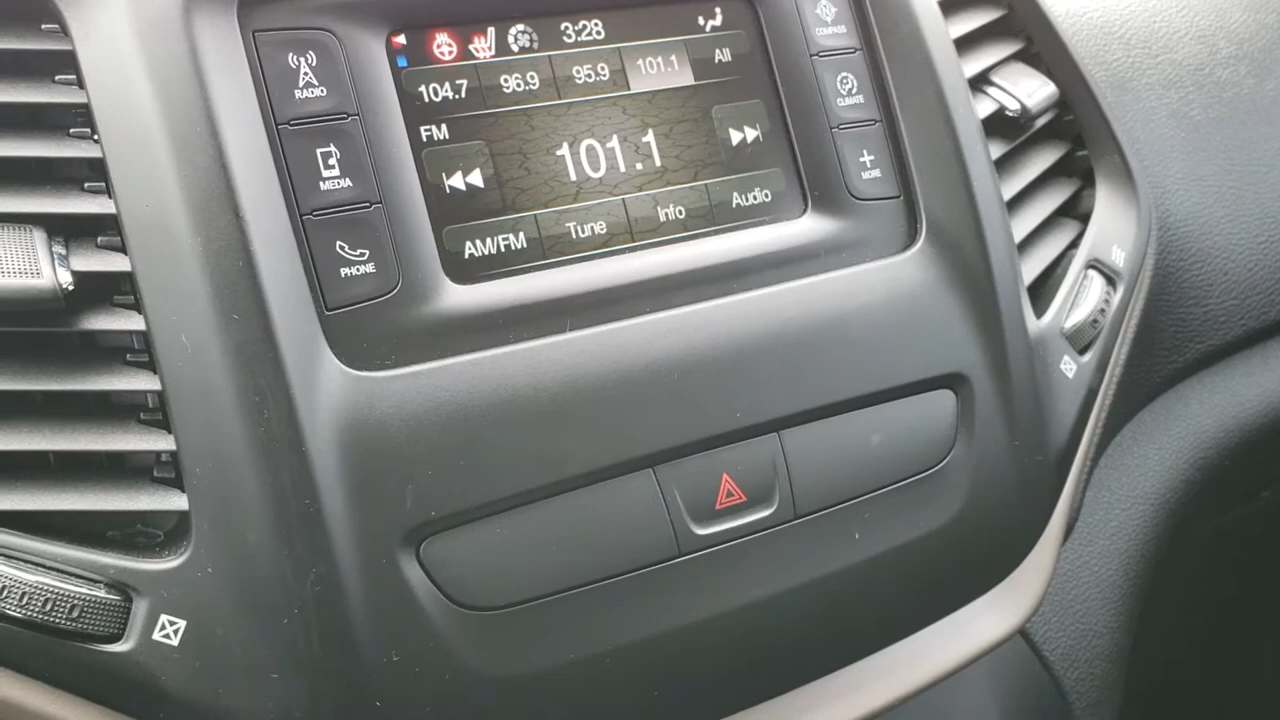 3:28
104.7 96.9 95.9 101.1 All
FM
101.1
AM/FM Tune Info Audio
RADIO
MEDIA
PHONE
COMPASS
CLIMATE
+
MORE